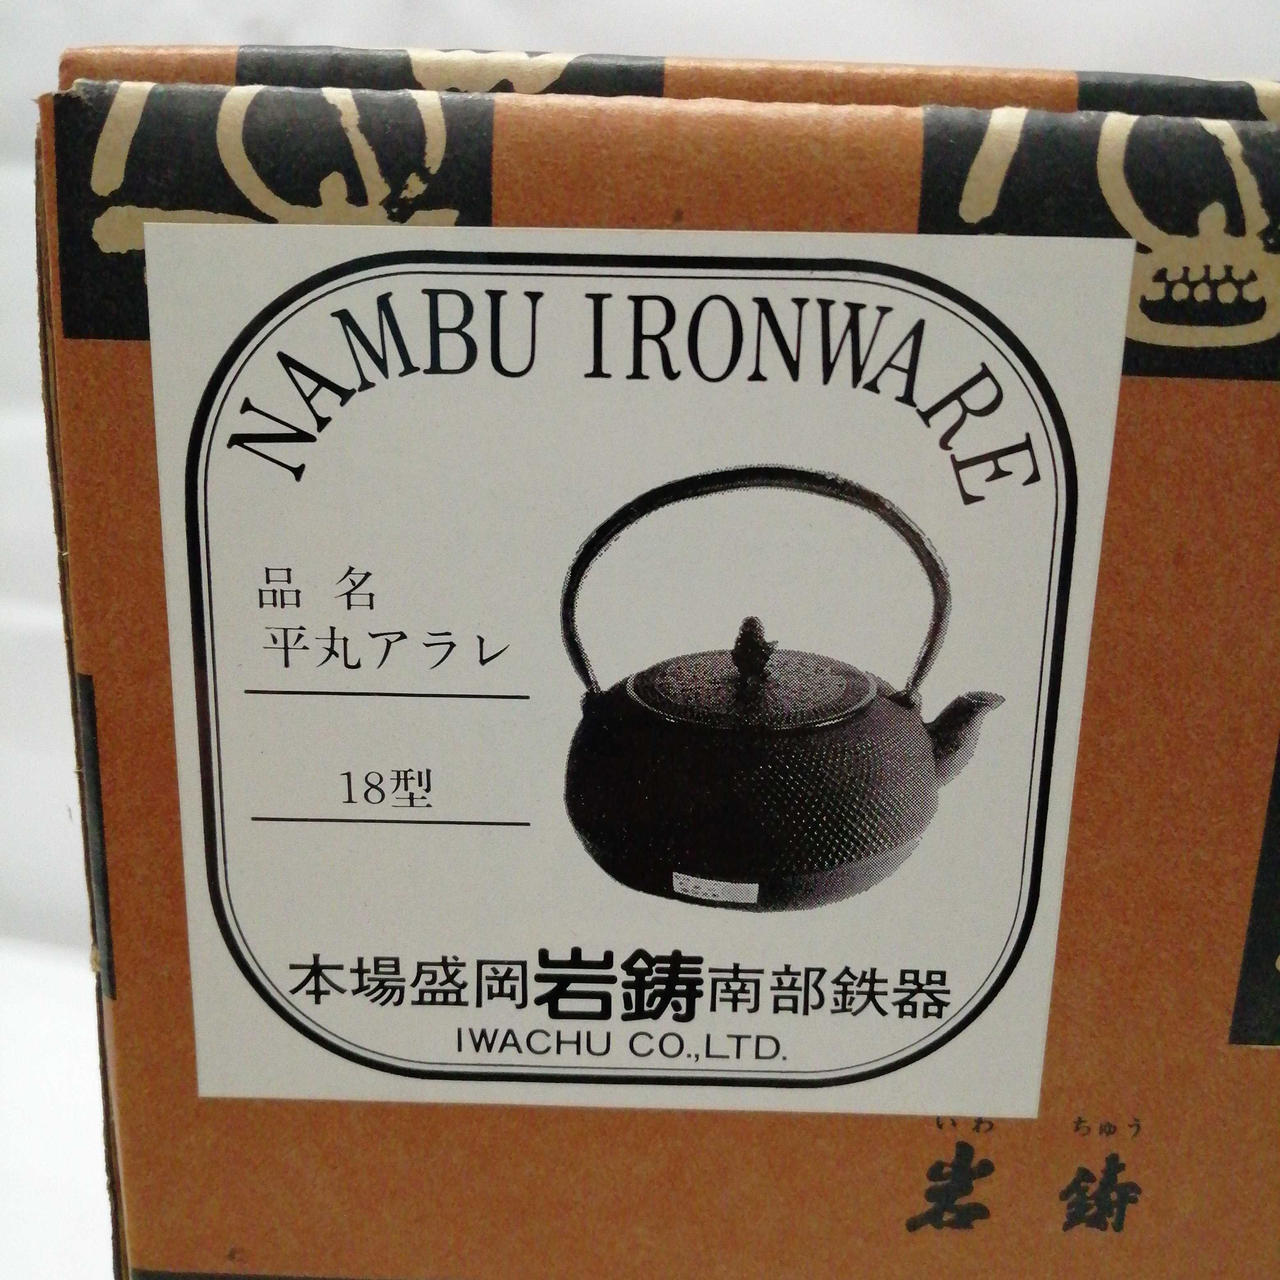 NAMBU IRONWARE
品名
平丸アラレ
18型
本場盛岡岩鋳南部鉄器
IWACHU CO.,LTD.
いわ ちゅう
岩鋳